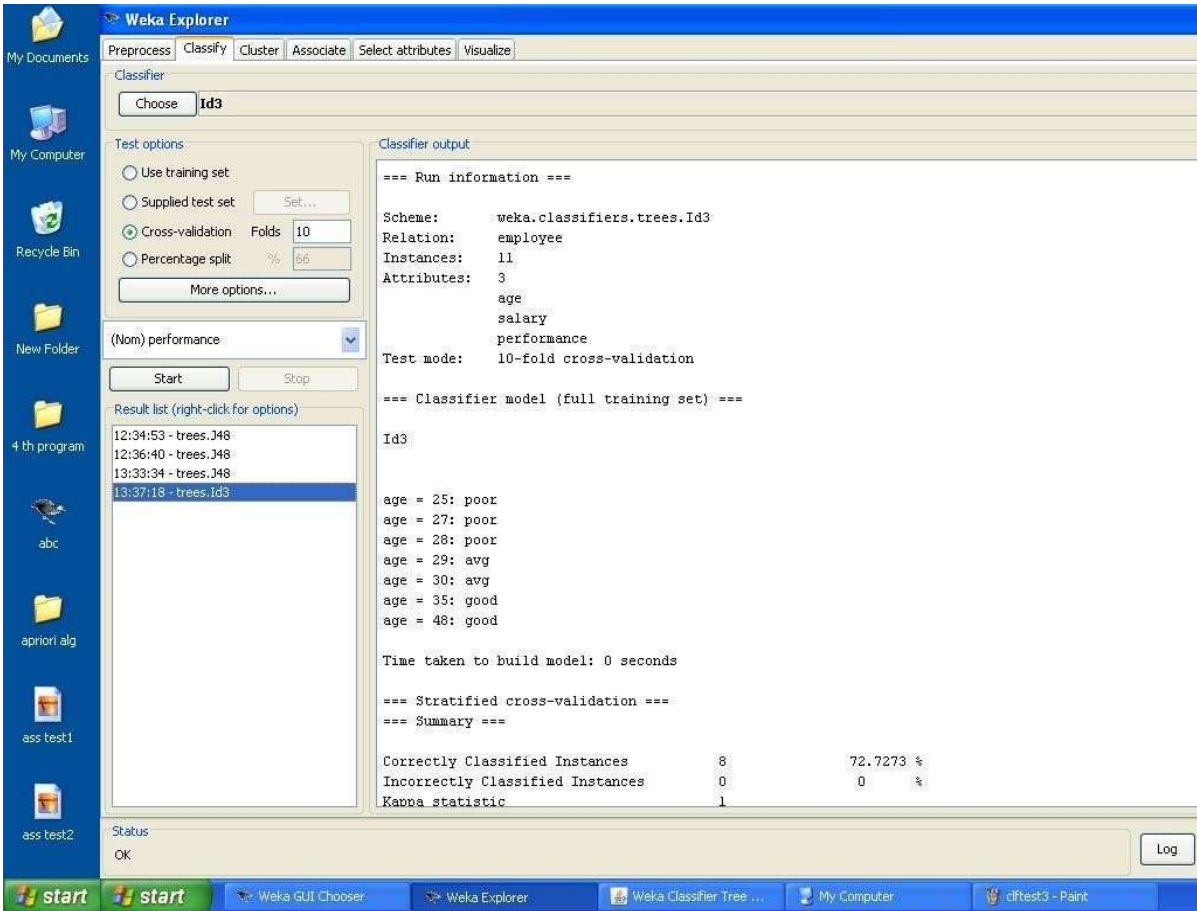 My Documents
My Computer
Recycle Bin
New Folder
4 th program
abc
apriori alg
ass test1
ass test2
Weka Explorer
Preprocess Classify Cluster Associate Select attributes Visualize
Classifier
Choose Id3
Test options
Use training set
Supplied test set Set...
Cross-validation Folds 10
Percentage split % 66
More options...
(Nom) performance
Start Stop
Result list (right-click for options)
12:34:53 - trees.J48
12:36:40 - trees.J48
13:33:34 - trees.J48
13:37:18 - trees.Id3
Classifier output
=== Run information ===
Scheme: weka.classifiers.trees.Id3
Relation: employee
Instances: 11
Attributes: 3
age
salary
performance
Test mode: 10-fold cross-validation
=== Classifier model (full training set) ===
Id3
age = 25: poor
age = 27: poor
age = 28: poor
age = 29: avg
age = 30: avg
age = 35: good
age = 48: good
Time taken to build model: 0 seconds
=== Stratified cross-validation ===
=== Summary ===
Correctly Classified Instances 8 72.7273 %
Incorrectly Classified Instances 0 0 %
Kappa statistic 1
Status
OK
Log
start start Weka GUI Chooser Weka Explorer Weka Classifier Tree ... My Computer clftest3 - Paint